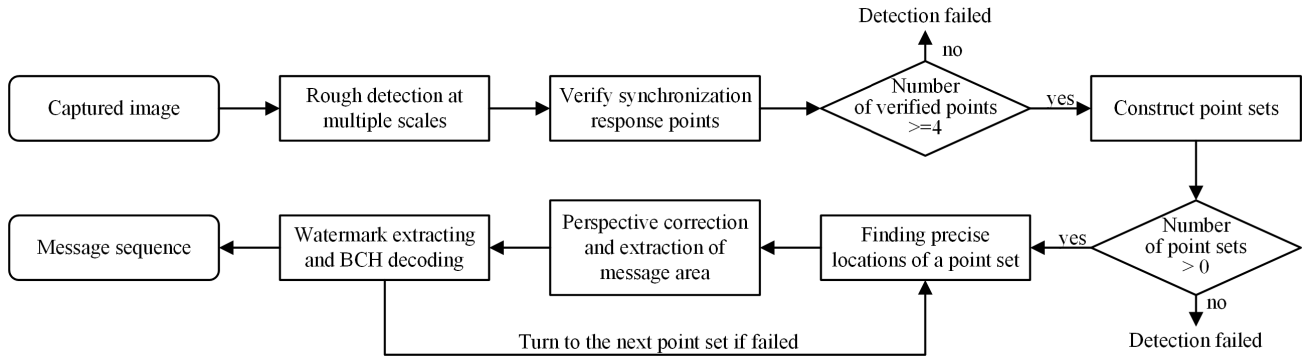 Detection failed
no
Captured image
Rough detection at
multiple scales
Verify synchronization
response points
Number
of verified points
>=4
yes
Construct point sets
Number
of point sets
> 0
yes
no
Detection failed
Finding precise
locations of a point set
Perspective correction
and extraction of
message area
Watermark extracting
and BCH decoding
Message sequence
Turn to the next point set if failed